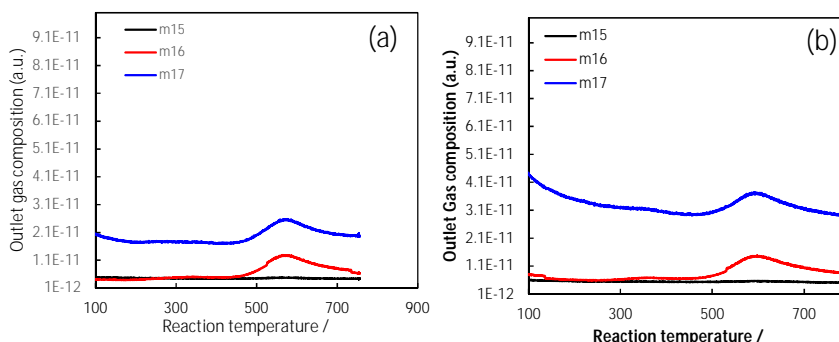 (a)
m15
m16
m17
Outlet gas composition (a.u.)
9.1E-11
8.1E-11
7.1E-11
6.1E-11
5.1E-11
4.1E-11
3.1E-11
2.1E-11
1.1E-11
1E-12
100 300 500 700 900
Reaction temperature /
(b)
m15
m16
m17
Outlet Gas composition (a.u.)
9.1E-11
8.1E-11
7.1E-11
6.1E-11
5.1E-11
4.1E-11
3.1E-11
2.1E-11
1.1E-11
1E-12
100 300 500 700
Reaction temperature /